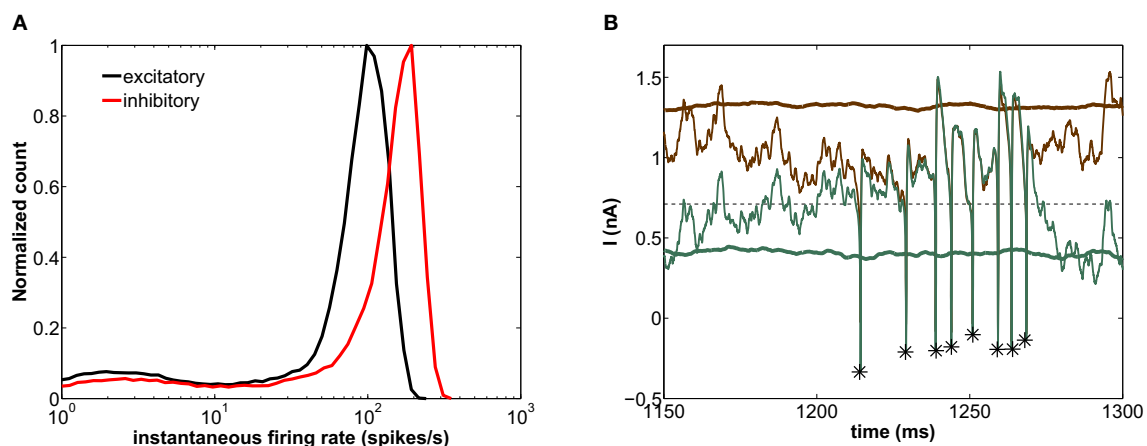 A
Normalized count
1
0.8
0.6
0.4
0.2
0
excitatory
inhibitory
10^0
10^1
10^2
10^3
instantaneous firing rate (spikes/s)
B
I (nA)
1.5
1
0.5
0
−0.5
1150
1200
1250
1300
time (ms)